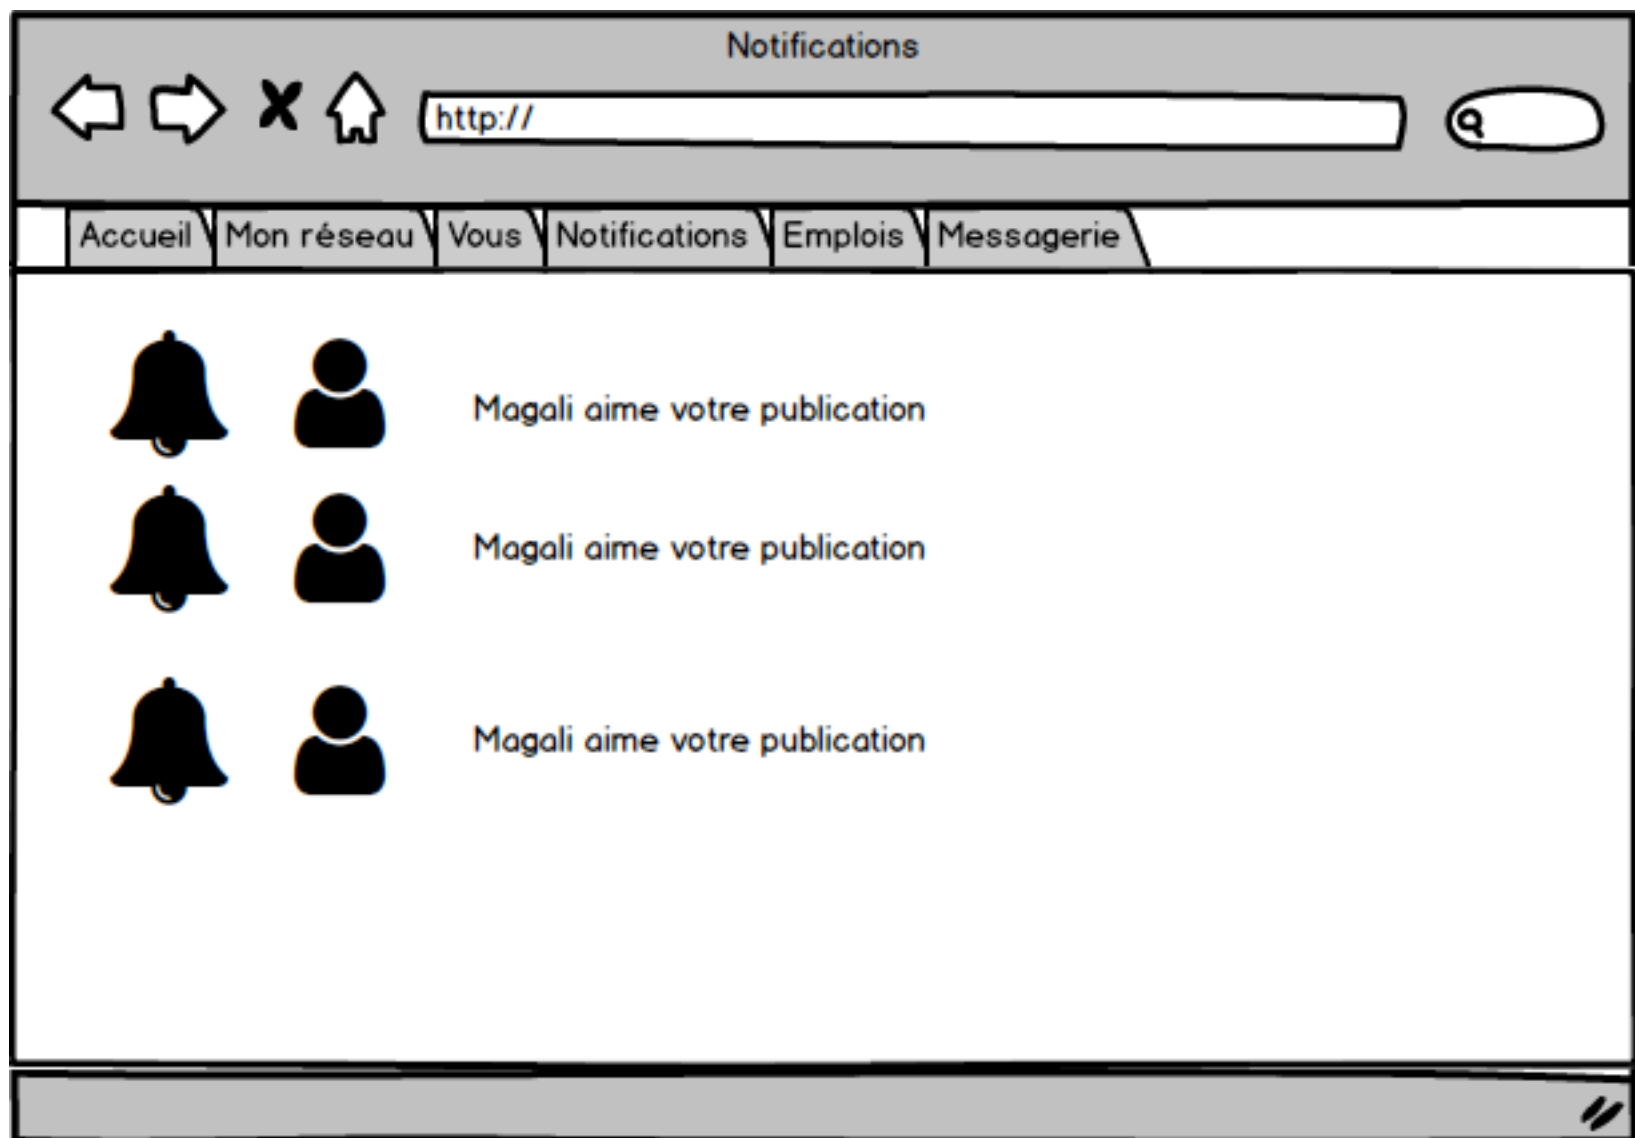 Notifications
http://
Accueil Mon réseau Vous Notifications Emplois Messagerie
Magali aime votre publication
Magali aime votre publication
Magali aime votre publication